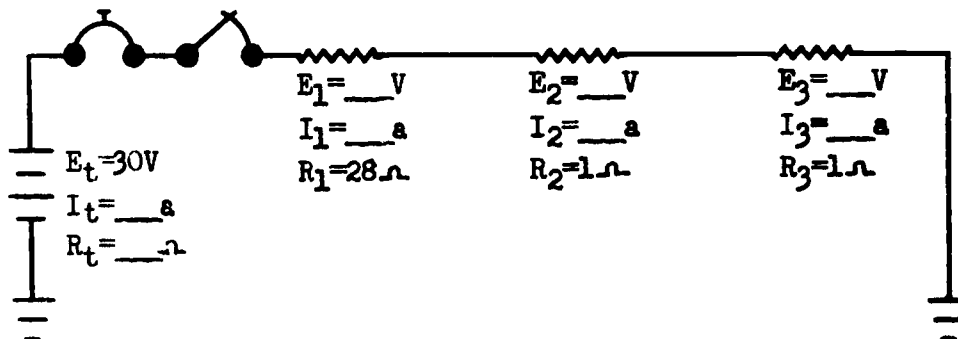 E1=___V
I1=___a
R1=28Ω
E2=___V
I2=___a
R2=1Ω
E3=___V
I3=___a
R3=1Ω
Et=30V
It=___a
Rt=___Ω